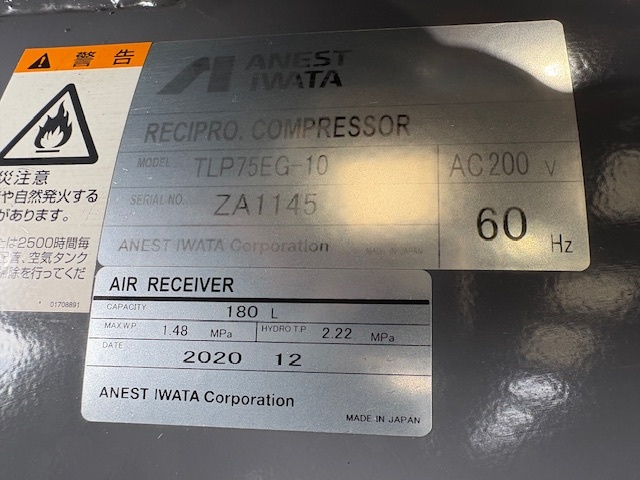 警告
災注意
や自然発火する
があります。
たは2500時間毎
空気タンク
掃除を行ってくだ
01708891
ANEST
IWATA
RECIPRO. COMPRESSOR
MODEL TLP75EG-10 AC200 V
SERIAL NO. ZA1145 60 Hz
ANEST IWATA Corporation MADE IN JAPAN
AIR RECEIVER
CAPACITY 180 L
MAX.W.P 1.48 MPa HYDRO T.P 2.22 MPa
DATE 2020 12
ANEST IWATA Corporation
MADE IN JAPAN